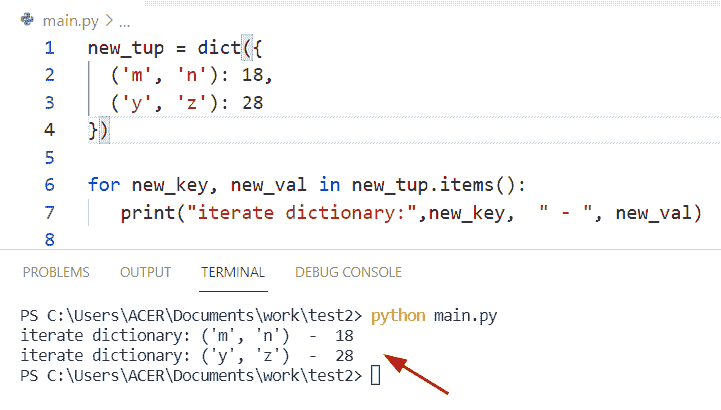 main.py > ...
1 new_tup = dict({
2 ('m', 'n'): 18,
3 ('y', 'z'): 28
4 })
5
6 for new_key, new_val in new_tup.items():
7 print("iterate dictionary:",new_key,  " - ", new_val)
8
PROBLEMS OUTPUT TERMINAL DEBUG CONSOLE
PS C:\Users\ACER\Documents\work\test2> python main.py
iterate dictionary: ('m', 'n')  -  18
iterate dictionary: ('y', 'z')  -  28
PS C:\Users\ACER\Documents\work\test2>